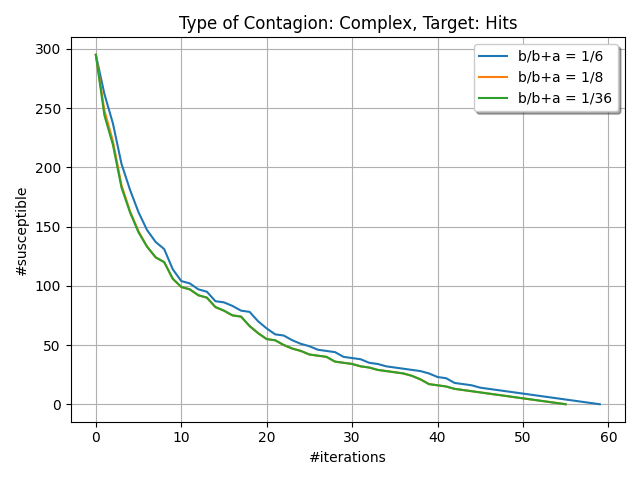 Type of Contagion: Complex, Target: Hits
b/b+a = 1/6
b/b+a = 1/8
b/b+a = 1/36
300
250
200
150
100
50
0
#susceptible
0 10 20 30 40 50 60
#iterations